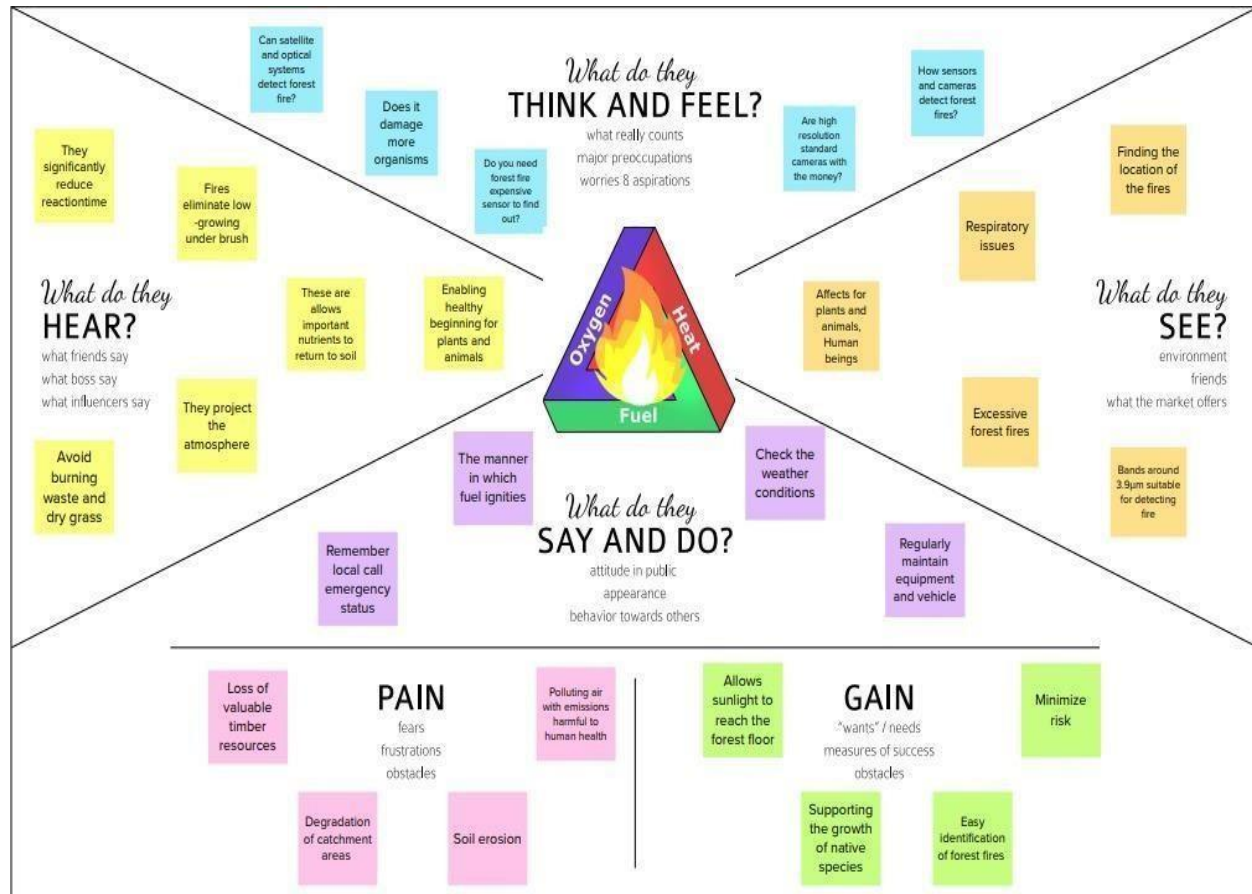 What do they
THINK AND FEEL?
what really counts
major preoccupations
worries & aspirations
Can satellite
and optical
systems
detect forest
fire?
Does it
damage
more
organisms
Do you need
forest fire
expensive
sensor to find
out?
Are high
resolution
standard
cameras with
the money?
How sensors
and cameras
detect forest
fires?
What do they
HEAR?
what friends say
what boss say
what influencers say
They
significantly
reduce
reactiontime
Fires
eliminate low
-growing
under brush
These are
allows
important
nutrients to
return to soil
Enabling
healthy
beginning for
plants and
animals
They project
the
atmosphere
Avoid
burning
waste and
dry grass
Oxygen
Heat
Fuel
What do they
SEE?
environment
friends
what the market offers
Finding the
location of
the fires
Respiratory
issues
Affects for
plants and
animals,
Human
beings
Excessive
forest fires
Bands around
3.9µm suitable
for detecting
fire
What do they
SAY AND DO?
attitude in public
appearance
behavior towards others
The manner
in which
fuel ignities
Check the
weather
conditions
Remember
local call
emergency
status
Regularly
maintain
equipment
and vehicle
PAIN
fears
frustrations
obstacles
Loss of
valuable
timber
resources
Polluting air
with emissions
harmful to
human health
Degradation
of catchment
areas
Soil erosion
GAIN
"wants" / needs
measures of success
obstacles
Allows
sunlight to
reach the
forest floor
Minimize
risk
Supporting
the growth
of native
species
Easy
identification
of forest fires